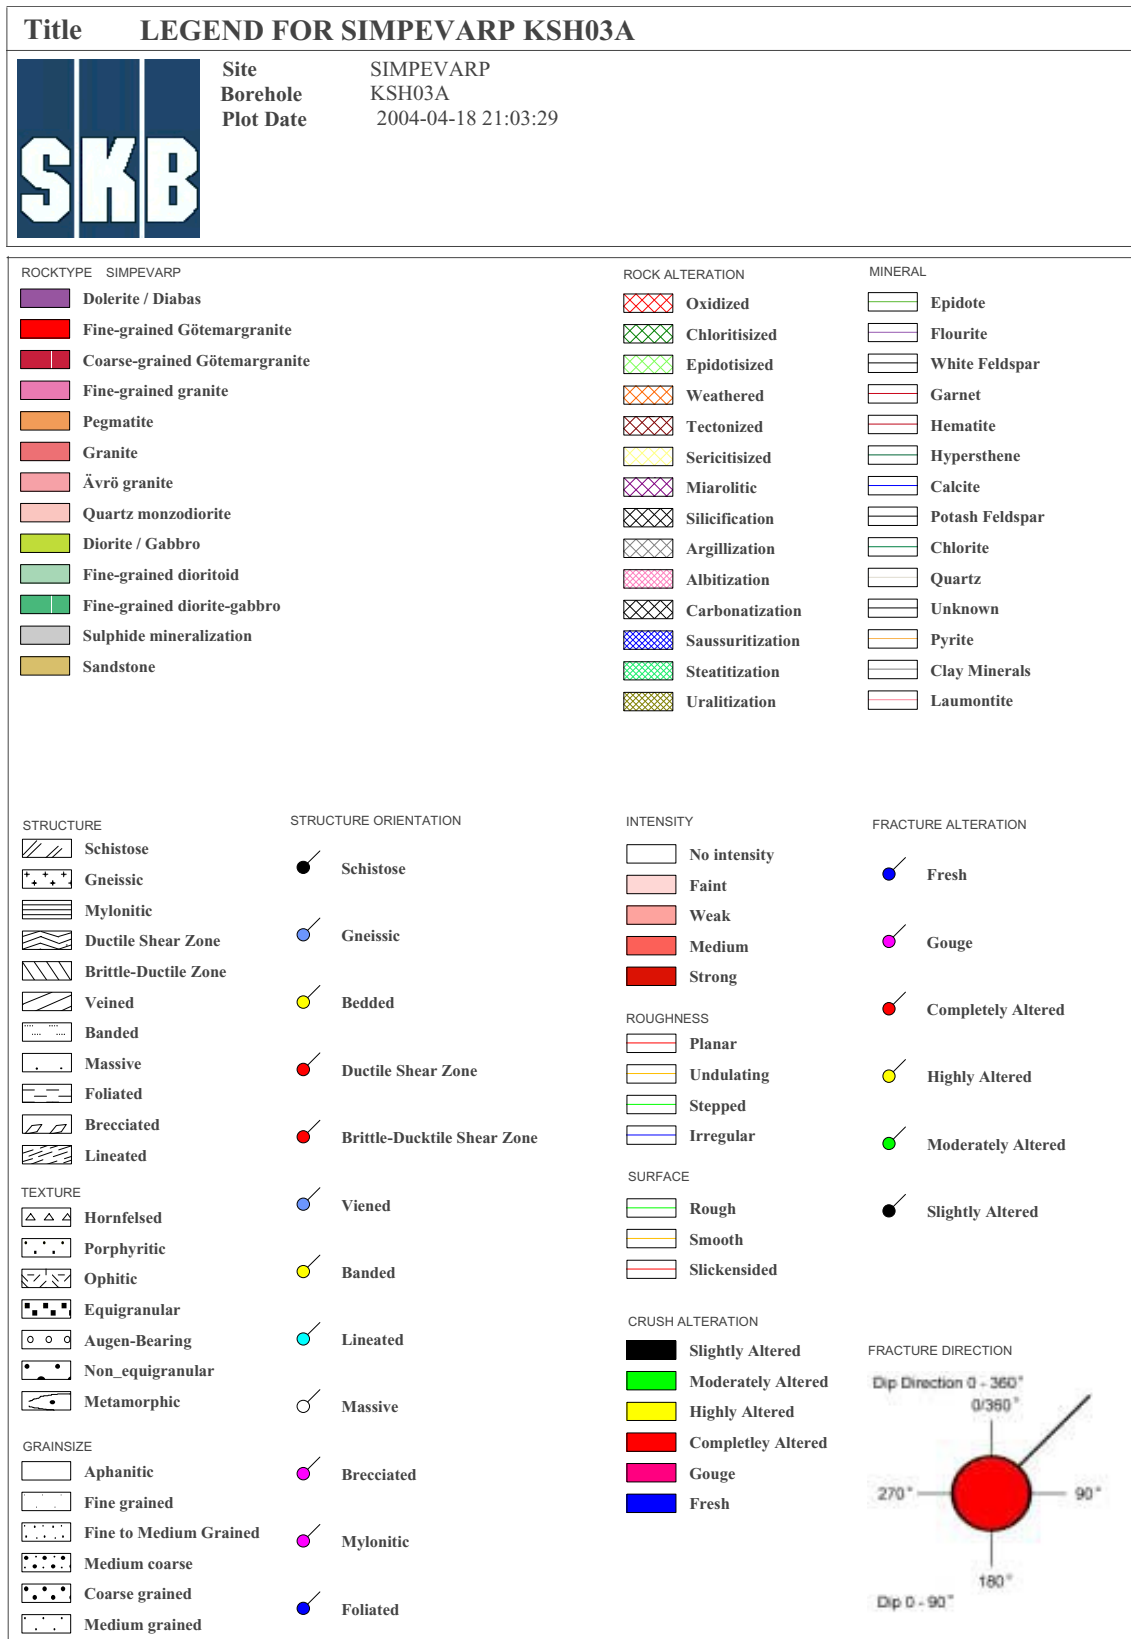 Title LEGEND FOR SIMPEVARP KSH03A
SKB
Site SIMPEVARP
Borehole KSH03A
Plot Date 2004-04-18 21:03:29
ROCKTYPE SIMPEVARP
Dolerite / Diabas
Fine-grained Götemargranite
Coarse-grained Götemargranite
Fine-grained granite
Pegmatite
Granite
Ävrö granite
Quartz monzodiorite
Diorite / Gabbro
Fine-grained dioritoid
Fine-grained diorite-gabbro
Sulphide mineralization
Sandstone
ROCK ALTERATION
Oxidized
Chloritisized
Epidotisized
Weathered
Tectonized
Sericitisized
Miarolitic
Silicification
Argillization
Albitization
Carbonatization
Saussuritization
Steatitization
Uralitization
MINERAL
Epidote
Flourite
White Feldspar
Garnet
Hematite
Hypersthene
Calcite
Potash Feldspar
Chlorite
Quartz
Unknown
Pyrite
Clay Minerals
Laumontite
STRUCTURE
Schistose
Gneissic
Mylonitic
Ductile Shear Zone
Brittle-Ductile Zone
Veined
Banded
Massive
Foliated
Brecciated
Lineated
TEXTURE
Hornfelsed
Porphyritic
Ophitic
Equigranular
Augen-Bearing
Non_equigranular
Metamorphic
GRAINSIZE
Aphanitic
Fine grained
Fine to Medium Grained
Medium coarse
Coarse grained
Medium grained
STRUCTURE ORIENTATION
Schistose
Gneissic
Bedded
Ductile Shear Zone
Brittle-Ducktile Shear Zone
Viened
Banded
Lineated
Massive
Brecciated
Mylonitic
Foliated
INTENSITY
No intensity
Faint
Weak
Medium
Strong
ROUGHNESS
Planar
Undulating
Stepped
Irregular
SURFACE
Rough
Smooth
Slickensided
CRUSH ALTERATION
Slightly Altered
Moderately Altered
Highly Altered
Completley Altered
Gouge
Fresh
FRACTURE ALTERATION
Fresh
Gouge
Completely Altered
Highly Altered
Moderately Altered
Slightly Altered
FRACTURE DIRECTION
Dip Direction 0 - 360°
0/360°
270° 90°
180°
Dip 0 - 90°